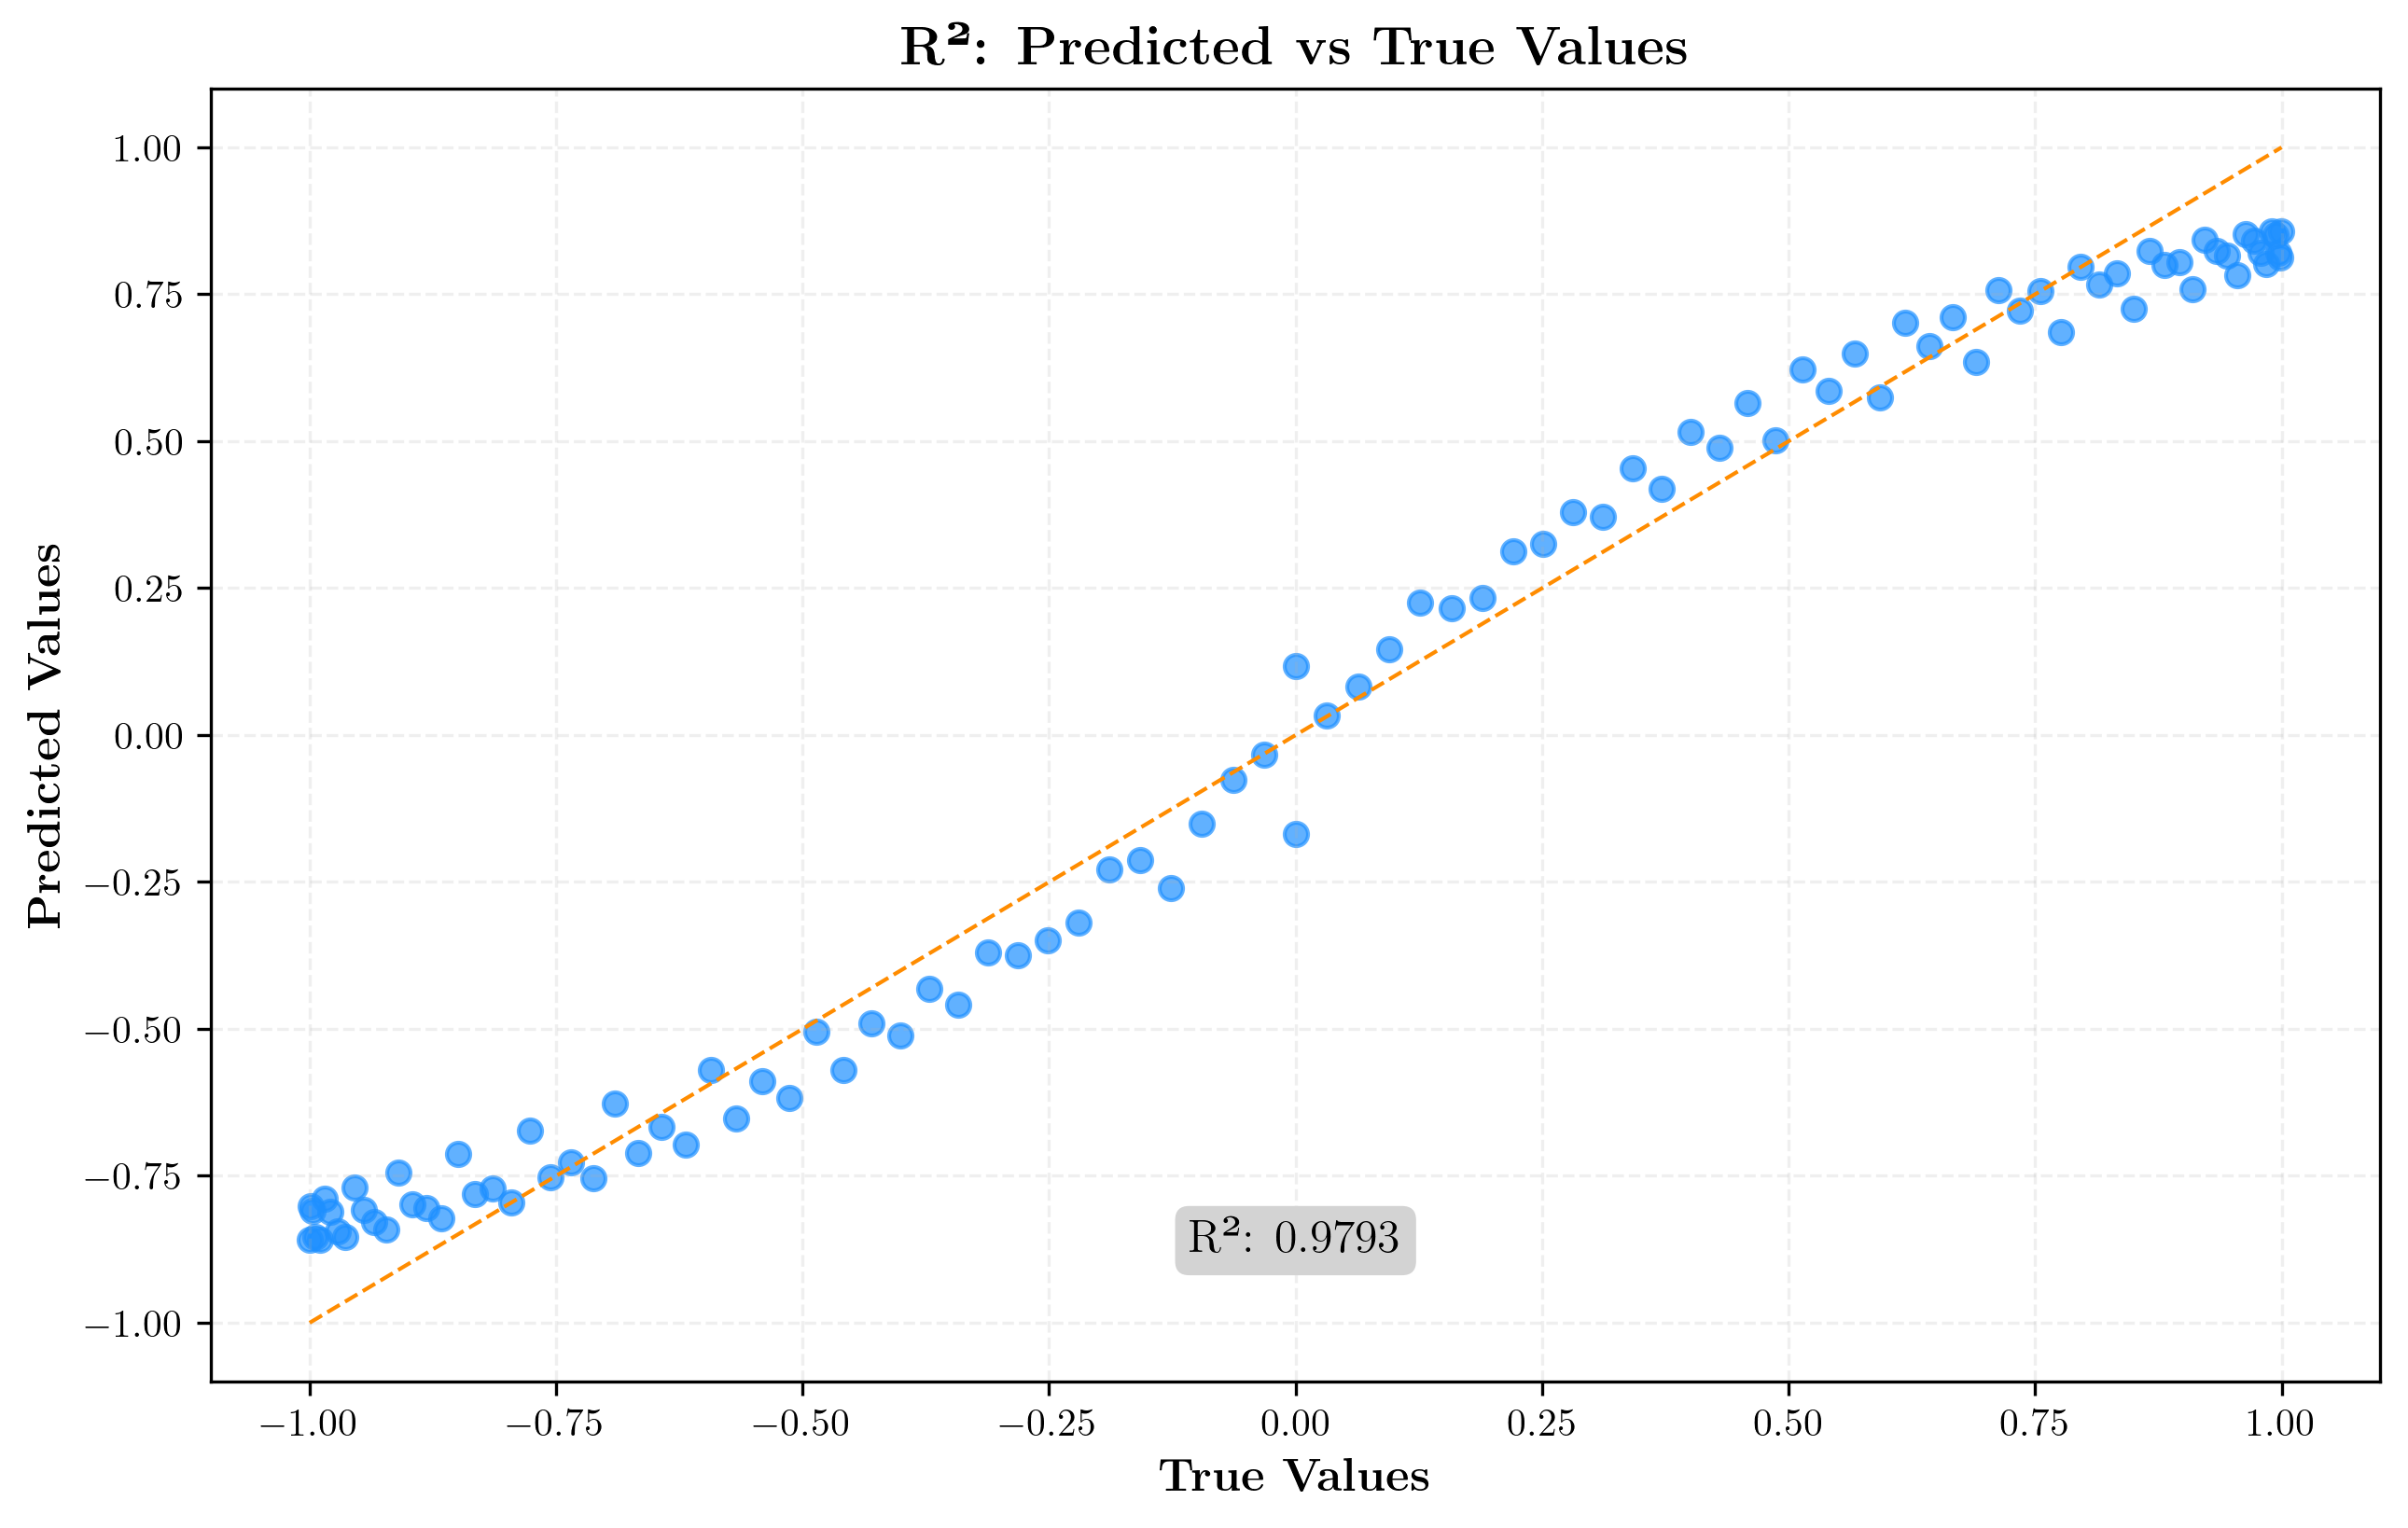 R²: Predicted vs True Values
Predicted Values
1.00
0.75
0.50
0.25
0.00
−0.25
−0.50
−0.75
−1.00
R²: 0.9793
−1.00 −0.75 −0.50 −0.25 0.00 0.25 0.50 0.75 1.00
True Values